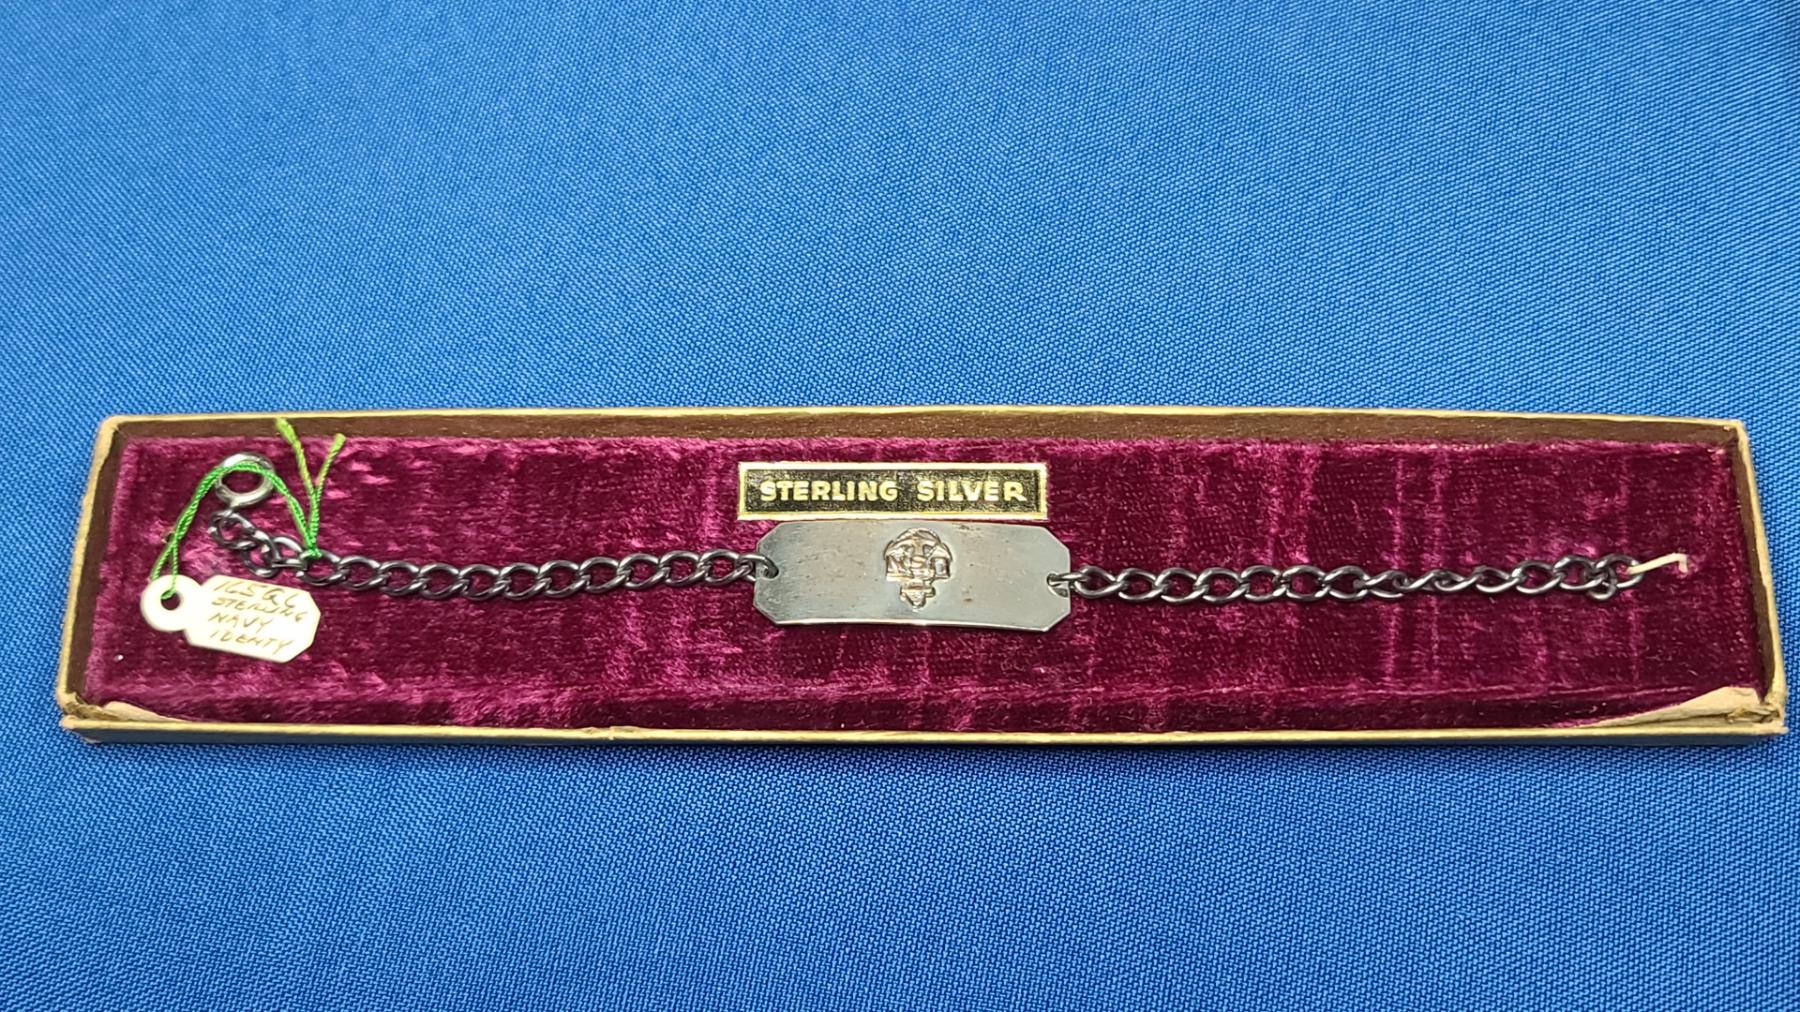 STERLING SILVER
USN
STERLING
NAVY
IDENTY